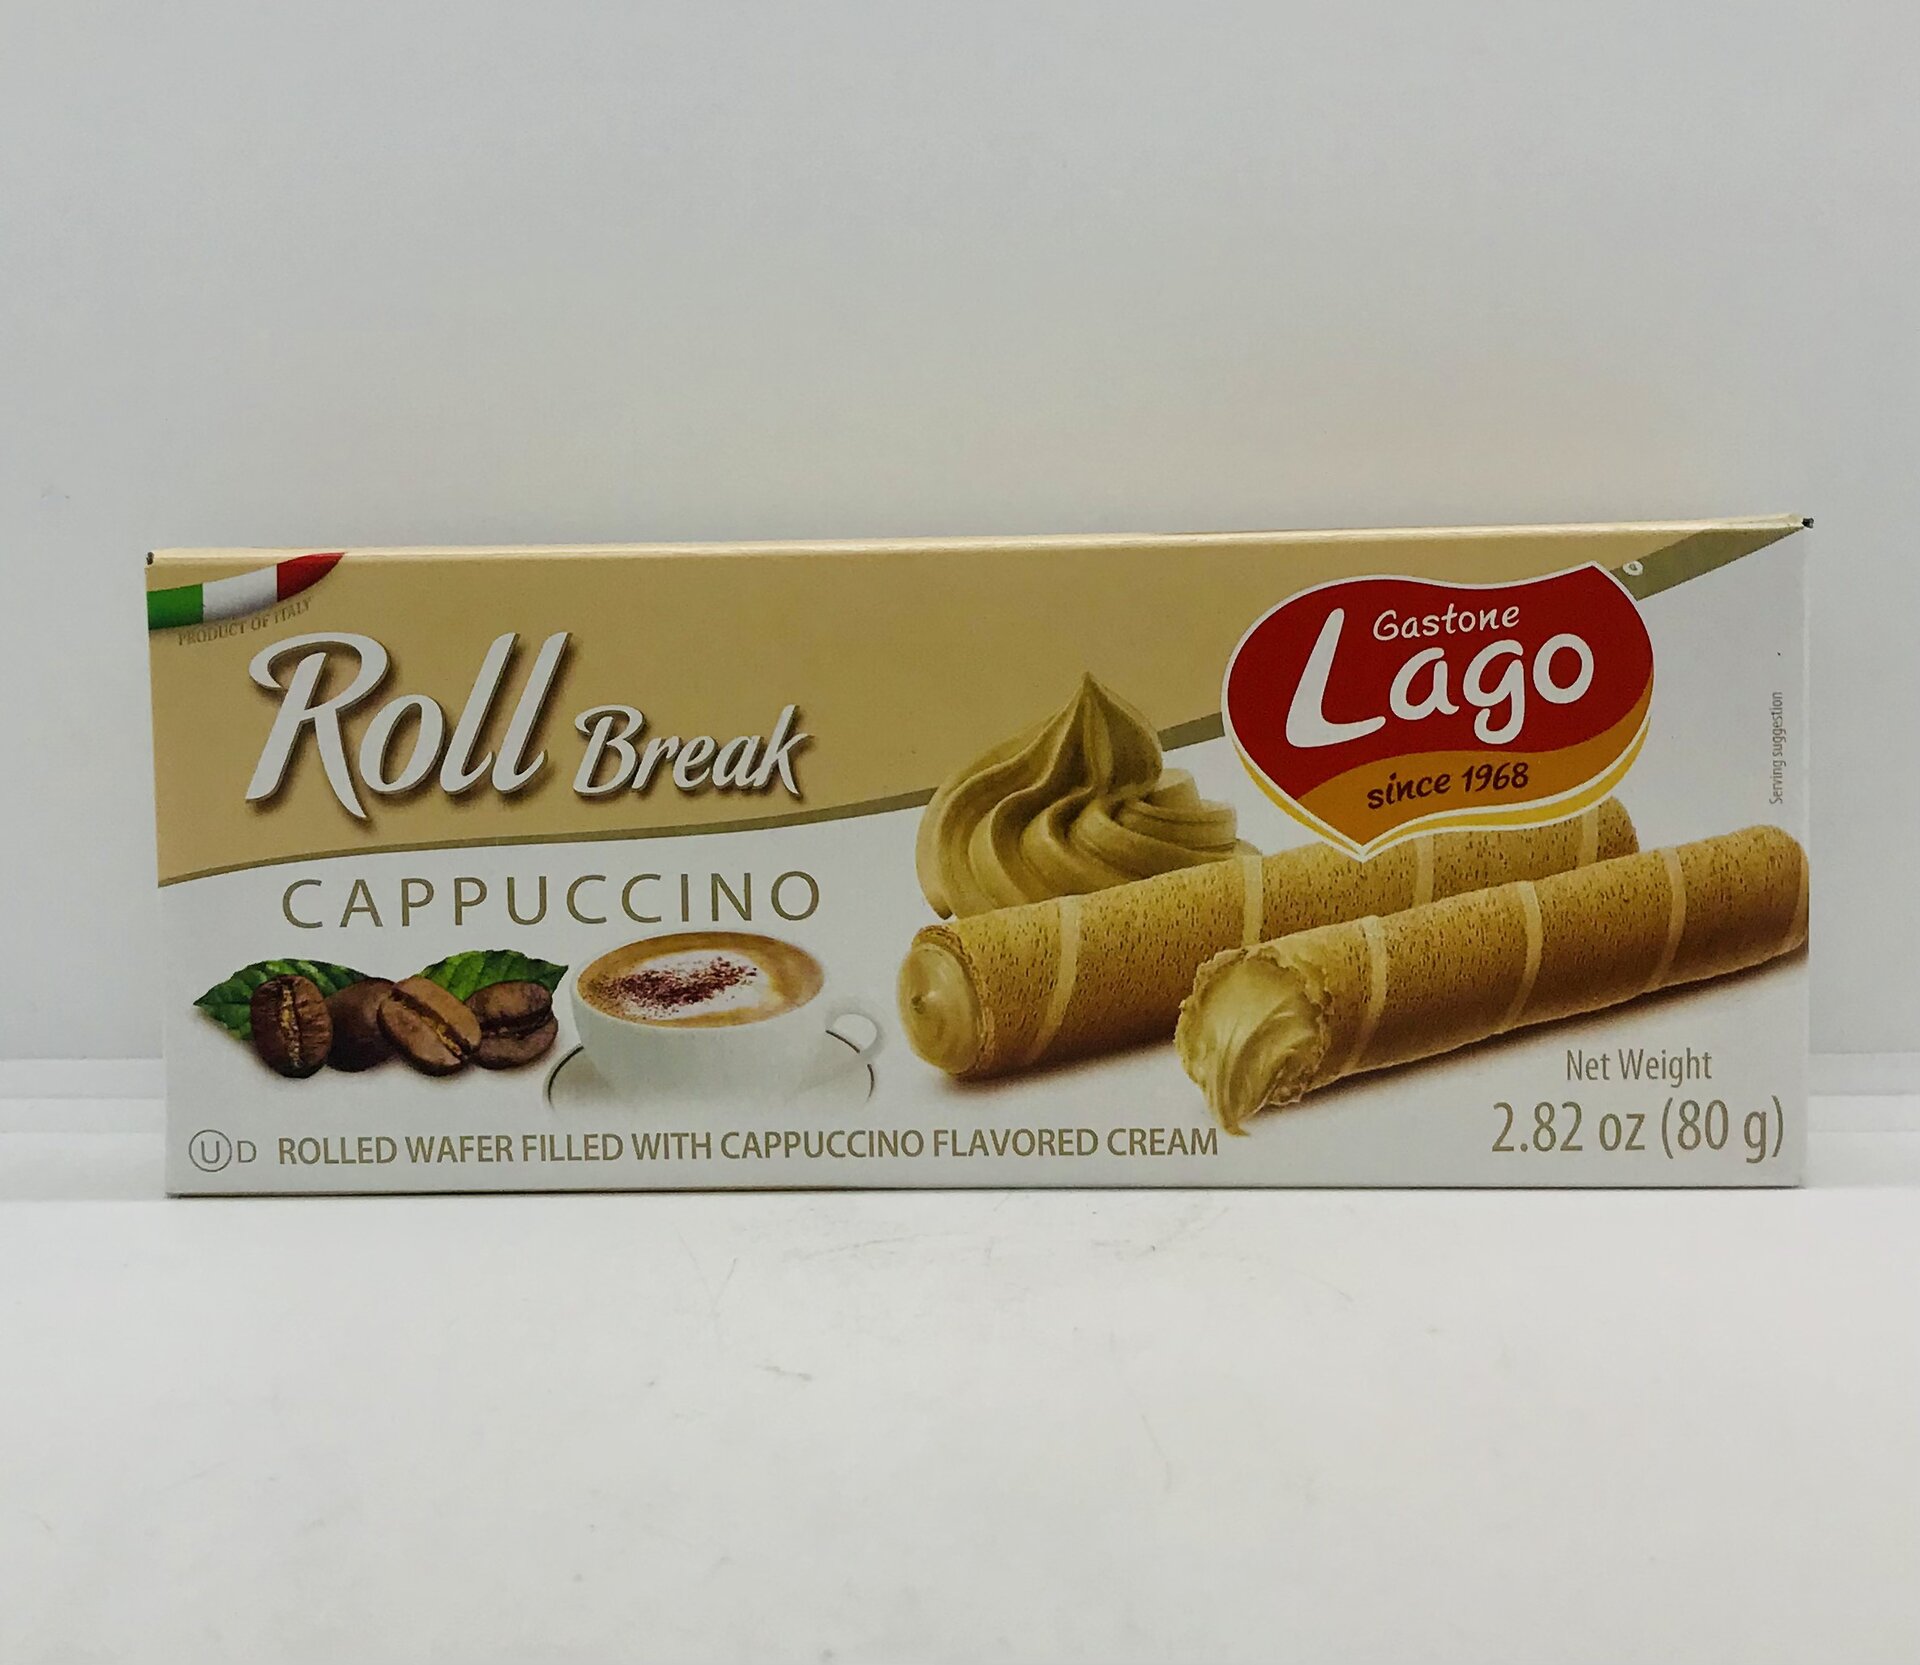 PRODUCT OF ITALY
Roll Break
CAPPUCCINO
Gastone
Lago
since 1968
Serving suggestion
Net Weight
2.82 oz (80 g)
U D ROLLED WAFER FILLED WITH CAPPUCCINO FLAVORED CREAM